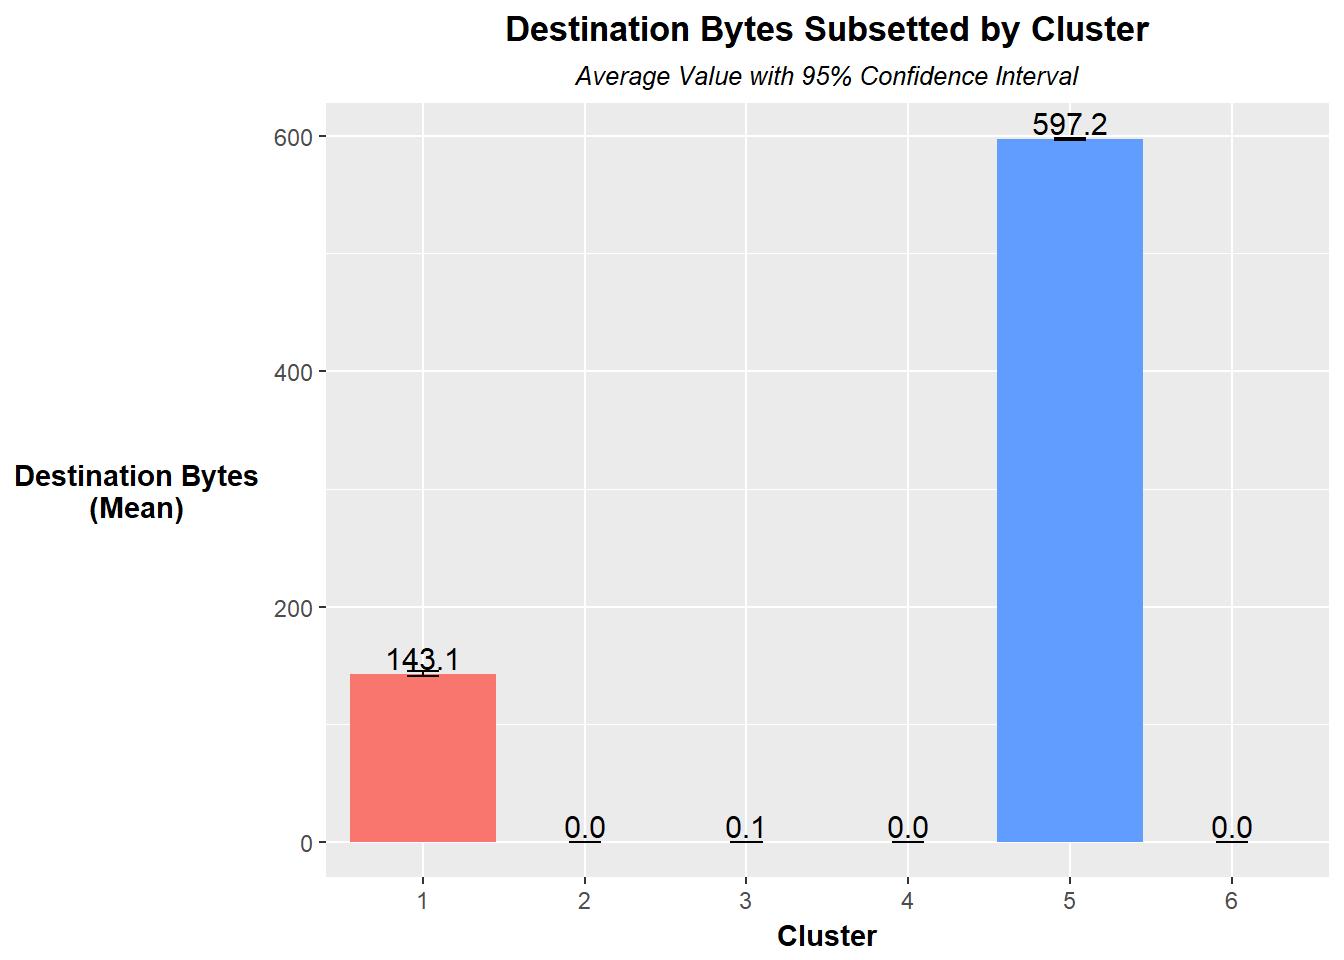 Destination Bytes Subsetted by Cluster
Average Value with 95% Confidence Interval
Destination Bytes
(Mean)
600
400
200
0
143.1
0.0
0.1
0.0
597.2
0.0
1 2 3 4 5 6
Cluster